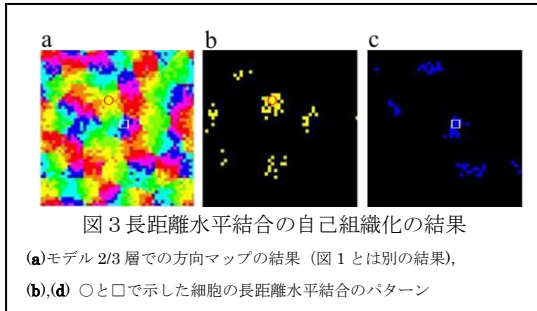 a b c
図 3 長距離水平結合の自己組織化の結果
(a)モデル 2/3 層での方向マップの結果（図 1 とは別の結果),
(b),(d) ○と□で示した細胞の長距離水平結合のパターン